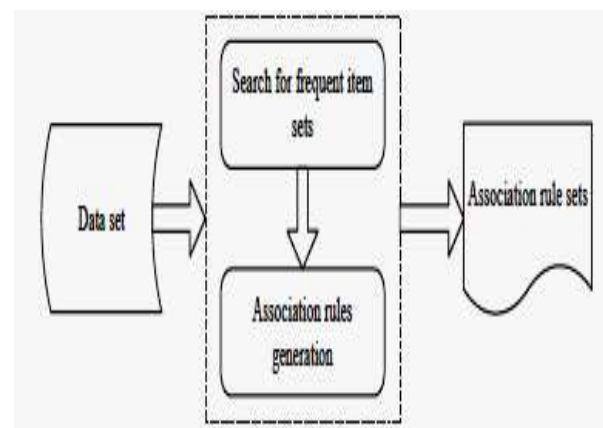 Data set
Search for frequent item
sets
Association rules
generation
Association rule sets